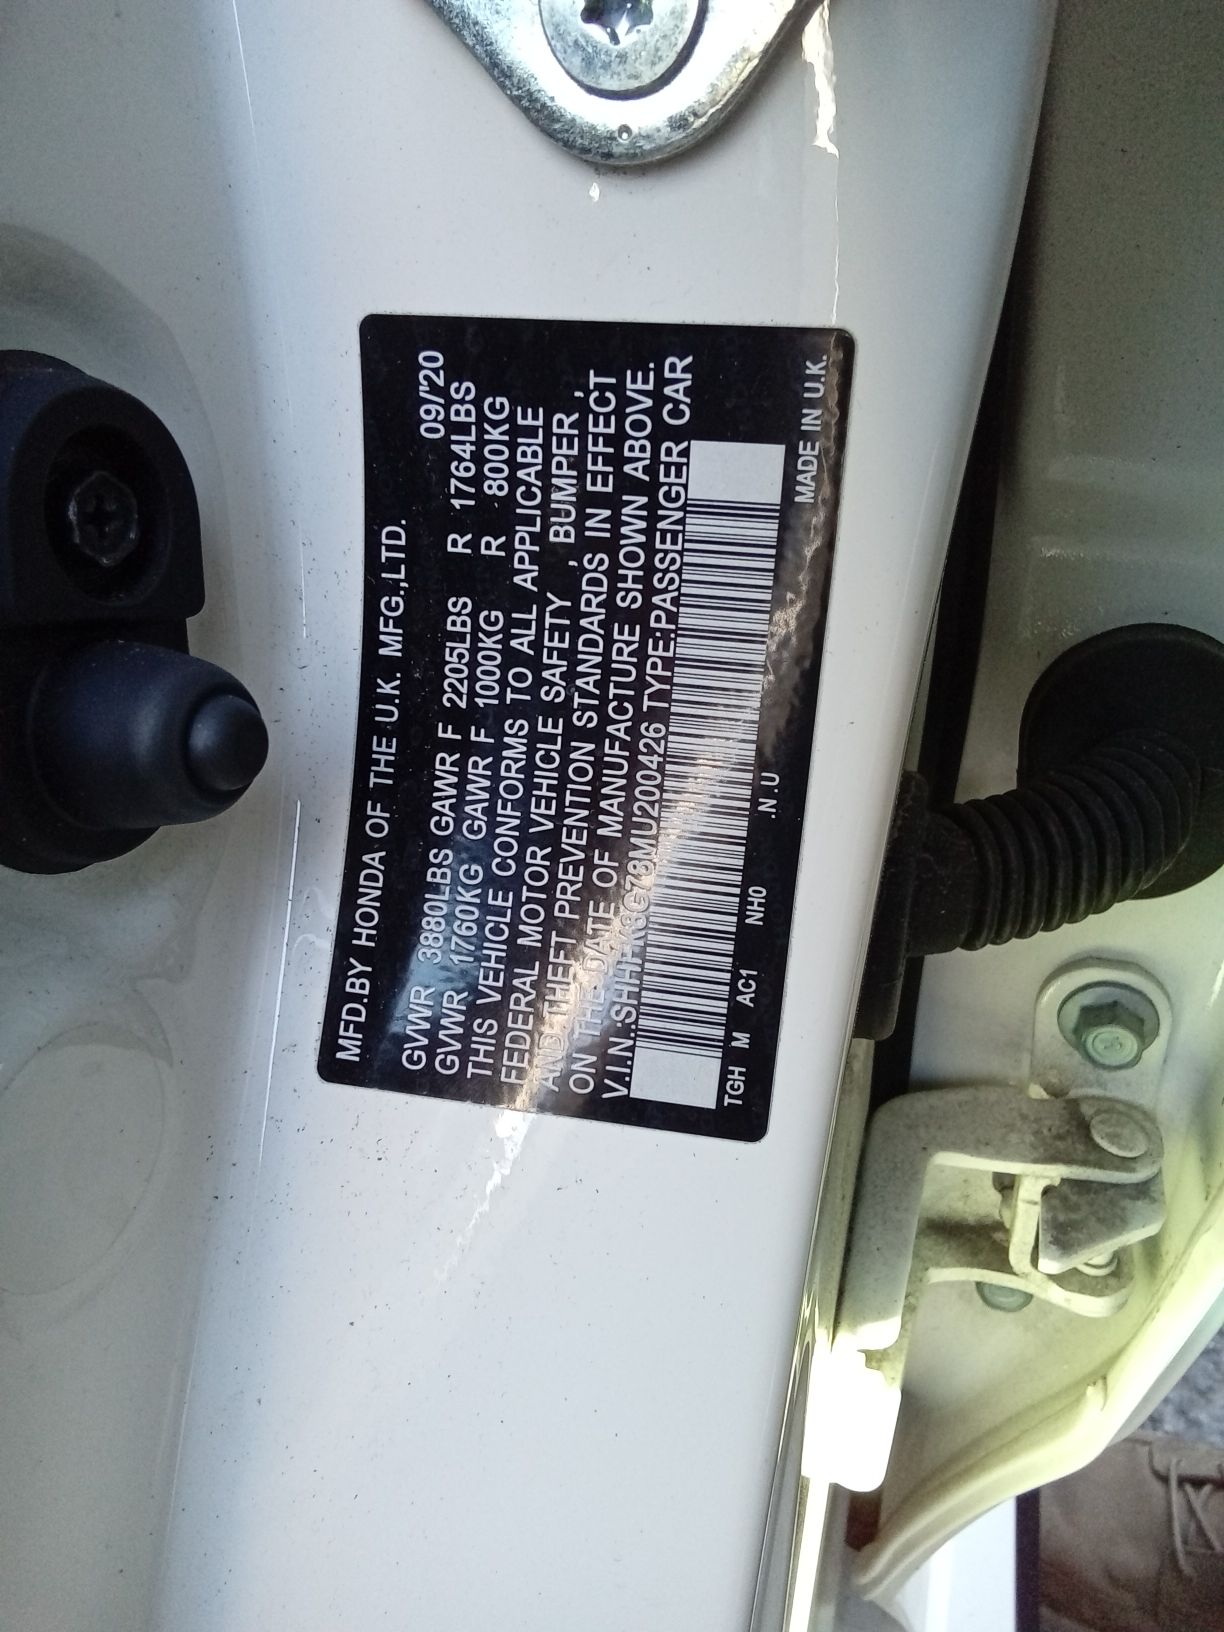 MFD.BY HONDA OF THE U.K. MFG.,LTD.
09/'20
GVWR 3880LBS GAWR F 2205LBS R 1764LBS
GVWR 1760KG GAWR F 1000KG R 800KG
THIS VEHICLE CONFORMS TO ALL APPLICABLE
FEDERAL MOTOR VEHICLE SAFETY , BUMPER ,
AND THEFT PREVENTION STANDARDS IN EFFECT
ON THE DATE OF MANUFACTURE SHOWN ABOVE.
V.I.N.:SHHFK8G78MU200426 TYPE:PASSENGER CAR
TGH M AC1 NH0 .N .U
MADE IN U.K.